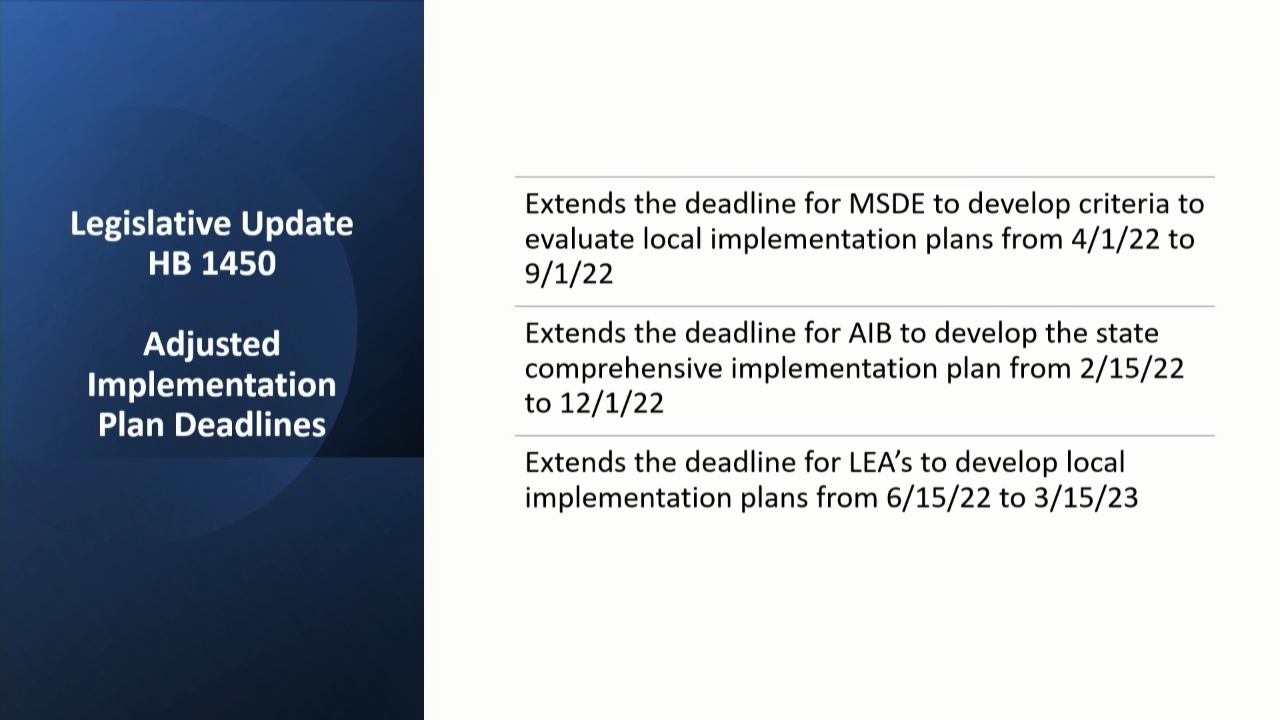 Legislative Update
HB 1450
Adjusted
Implementation
Plan Deadlines
Extends the deadline for MSDE to develop criteria to
evaluate local implementation plans from 4/1/22 to
9/1/22
Extends the deadline for AIB to develop the state
comprehensive implementation plan from 2/15/22
to 12/1/22
Extends the deadline for LEA’s to develop local
implementation plans from 6/15/22 to 3/15/23